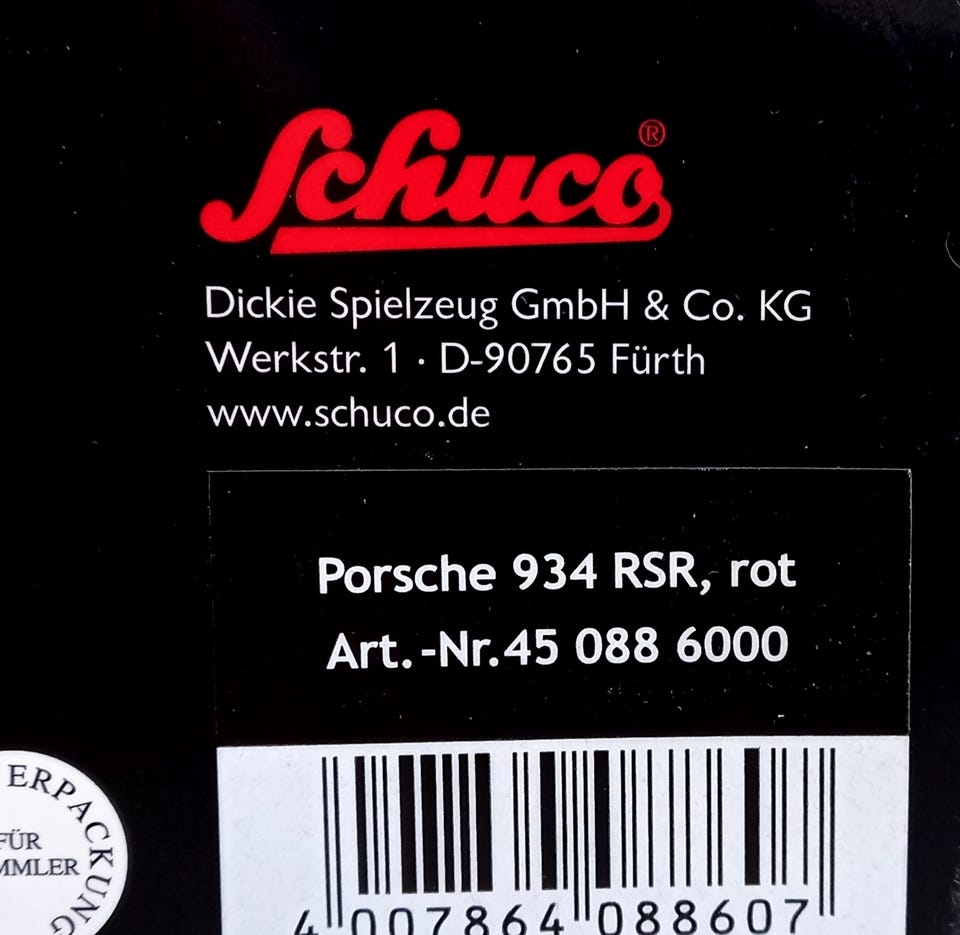 Schuco®
Dickie Spielzeug GmbH & Co. KG
Werkstr. 1 · D-90765 Fürth
www.schuco.de
Porsche 934 RSR, rot
Art.-Nr.45 088 6000
4 007864 088607
ERPACKUNG
FÜR
MMLER